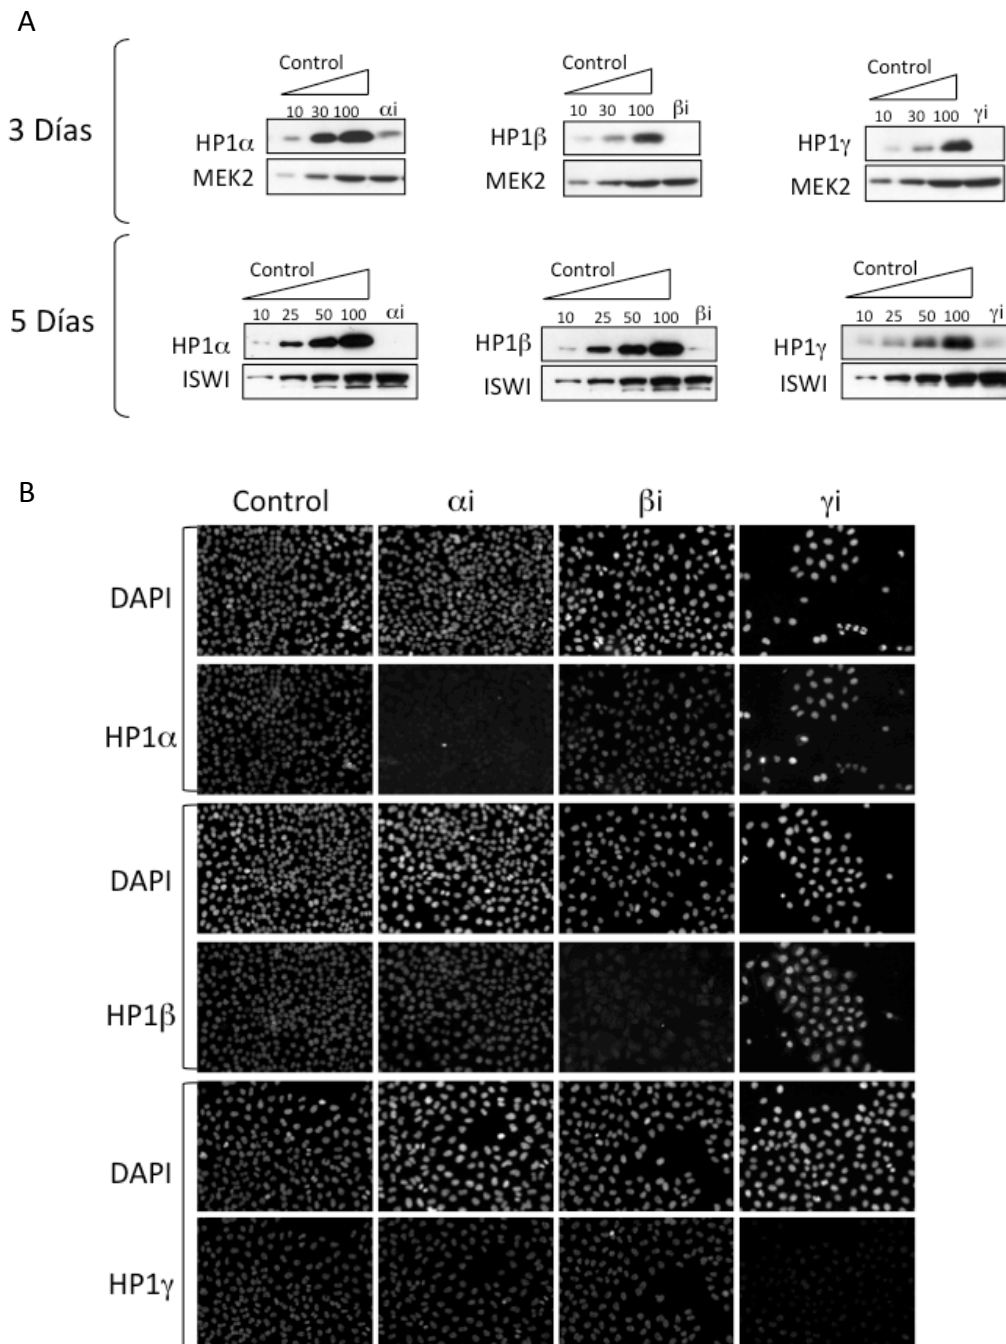 A
3 Días
Control
10 30 100 αi
HP1α
MEK2
Control
10 30 100 βi
HP1β
MEK2
Control
10 30 100 γi
HP1γ
MEK2
5 Días
Control
10 25 50 100 αi
HP1α
ISWI
Control
10 25 50 100 βi
HP1β
ISWI
Control
10 25 50 100 γi
HP1γ
ISWI
B
Control αi βi γi
DAPI
HP1α
DAPI
HP1β
DAPI
HP1γ